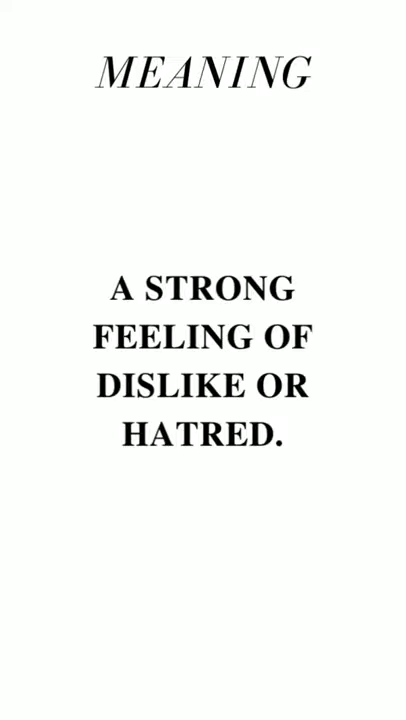 MEANING
A STRONG
FEELING OF
DISLIKE OR
HATRED.